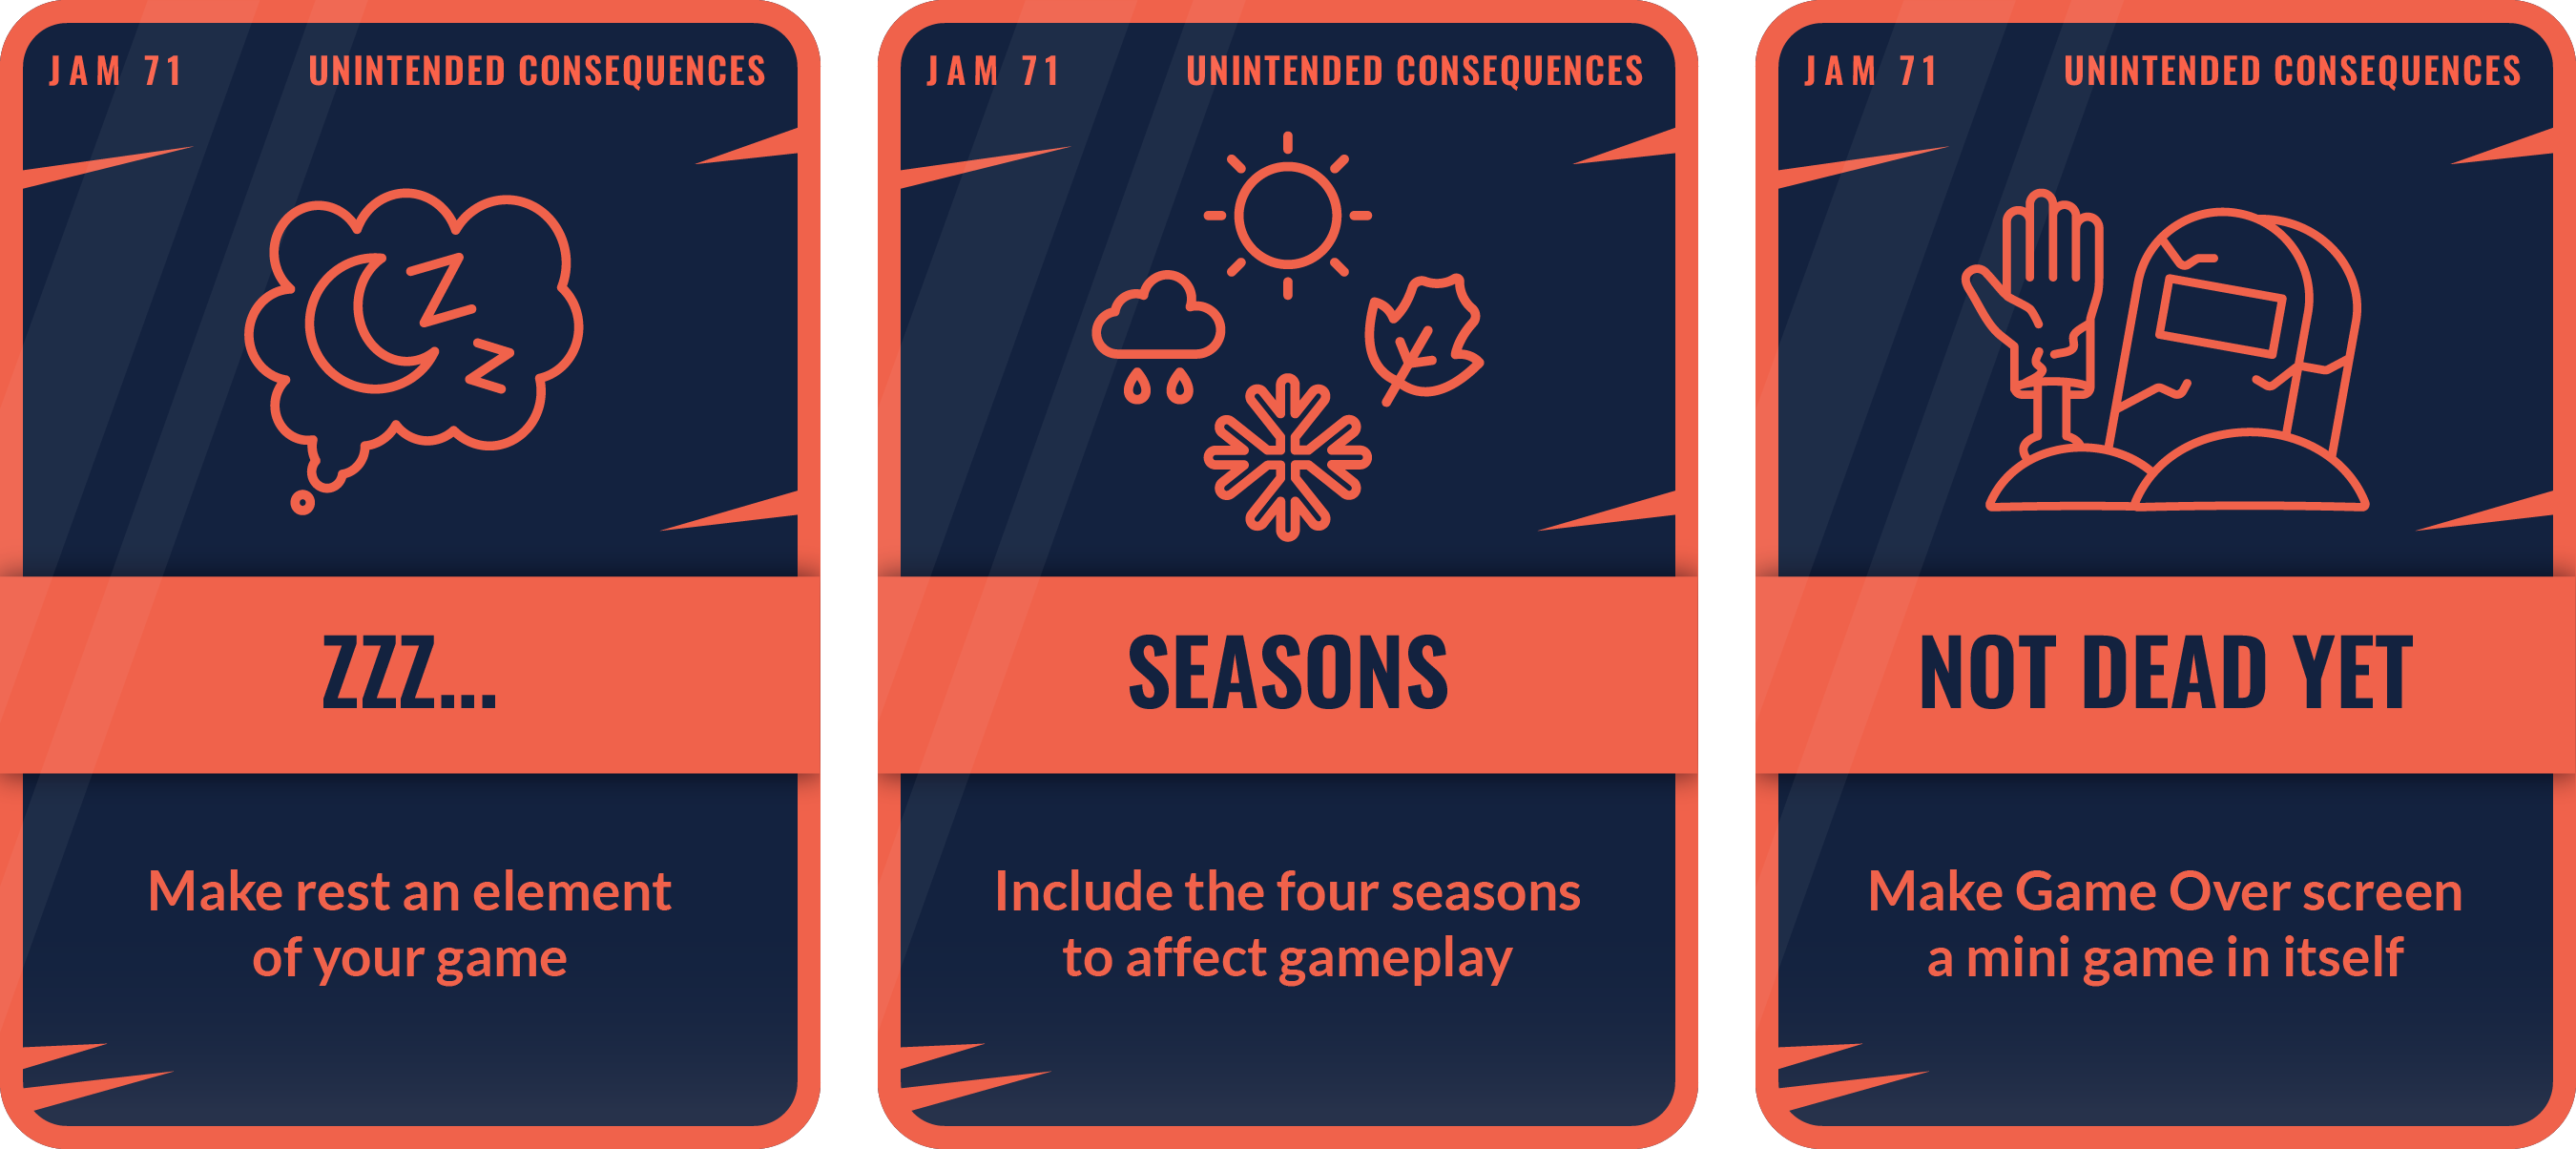 JAM 71 UNINTENDED CONSEQUENCES
ZZZ...
Make rest an element
of your game
JAM 71 UNINTENDED CONSEQUENCES
SEASONS
Include the four seasons
to affect gameplay
JAM 71 UNINTENDED CONSEQUENCES
NOT DEAD YET
Make Game Over screen
a mini game in itself